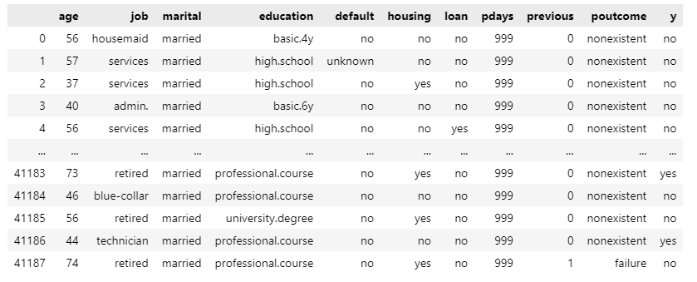 age job marital education default housing loan pdays previous poutcome y
0 56 housemaid married basic.4y no no no 999 0 nonexistent no
1 57 services married high.school unknown no no 999 0 nonexistent no
2 37 services married high.school no yes no 999 0 nonexistent no
3 40 admin. married basic.6y no no no 999 0 nonexistent no
4 56 services married high.school no no yes 999 0 nonexistent no
... ... ... ... ... ... ... ... ... ... ... ...
41183 73 retired married professional.course no yes no 999 0 nonexistent yes
41184 46 blue-collar married professional.course no no no 999 0 nonexistent no
41185 56 retired married university.degree no yes no 999 0 nonexistent no
41186 44 technician married professional.course no no no 999 0 nonexistent yes
41187 74 retired married professional.course no yes no 999 1 failure no